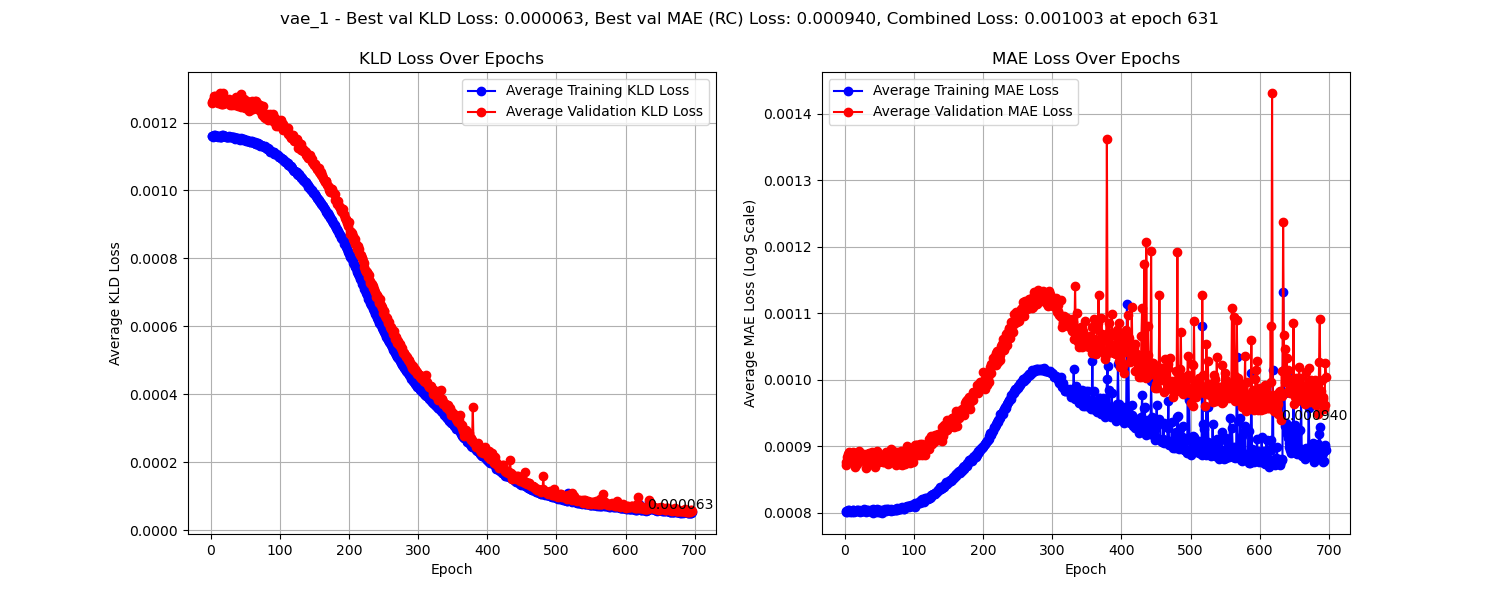 vae_1 - Best val KLD Loss: 0.000063, Best val MAE (RC) Loss: 0.000940, Combined Loss: 0.001003 at epoch 631
KLD Loss Over Epochs
Average Training KLD Loss
Average Validation KLD Loss
0.0012
0.0010
0.0008
0.0006
0.0004
0.0002
0.0000
Average KLD Loss
0.000063
0 100 200 300 400 500 600 700
Epoch
MAE Loss Over Epochs
Average Training MAE Loss
Average Validation MAE Loss
0.0014
0.0013
0.0012
0.0011
0.0010
0.0009
0.0008
Average MAE Loss (Log Scale)
0.000940
0 100 200 300 400 500 600 700
Epoch